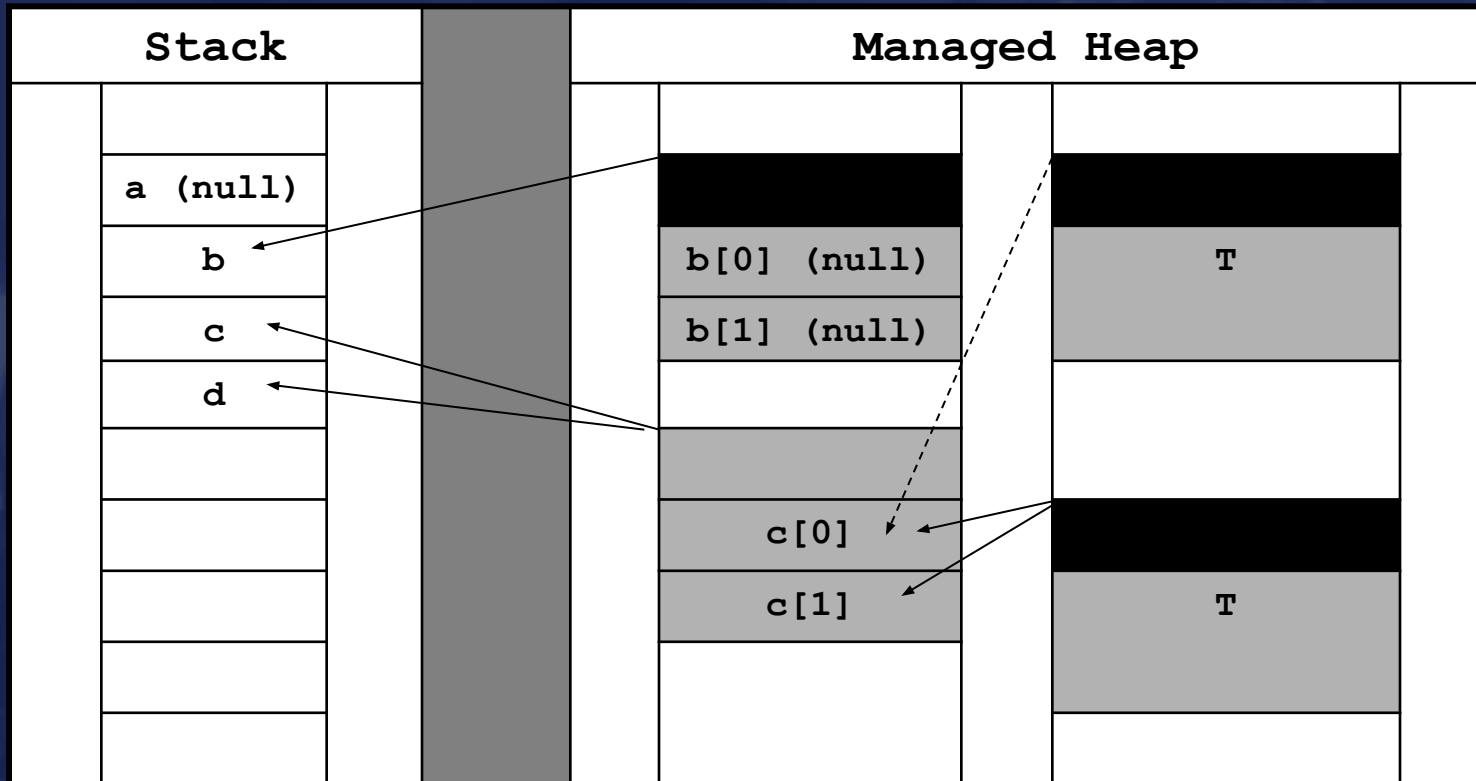 Stack
Managed Heap
a (null)
b
b[0] (null)
T
c
b[1] (null)
d
c[0]
c[1]
T